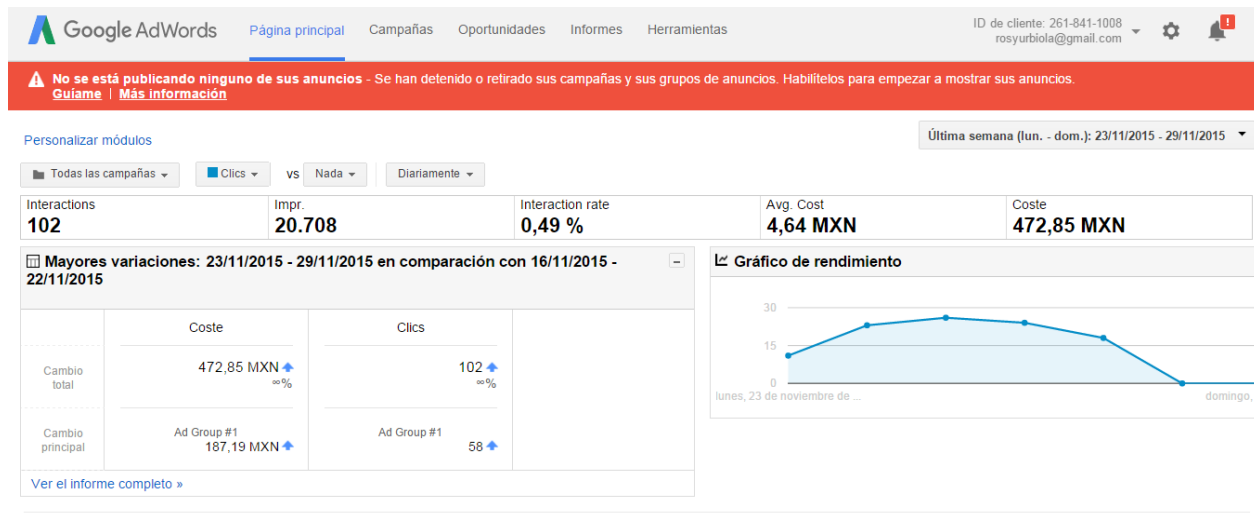 Google AdWords Página principal Campañas Oportunidades Informes Herramientas
ID de cliente: 261-841-1008
rosyurbiola@gmail.com
!
No se está publicando ninguno de sus anuncios - Se han detenido o retirado sus campañas y sus grupos de anuncios. Habilítelos para empezar a mostrar sus anuncios.
Guíame | Más información
Personalizar módulos
Última semana (lun. - dom.): 23/11/2015 - 29/11/2015
Todas las campañas Clics vs Nada Diariamente
Interactions Impr. Interaction rate Avg. Cost Coste
102 20.708 0,49 % 4,64 MXN 472,85 MXN
Mayores variaciones: 23/11/2015 - 29/11/2015 en comparación con 16/11/2015 -
22/11/2015
Coste Clics
Cambio total 472,85 MXN 102
∞% ∞%
Cambio principal Ad Group #1 Ad Group #1
187,19 MXN 58
Ver el informe completo »
Gráfico de rendimiento
30
15
0
lunes, 23 de noviembre de ... domingo,